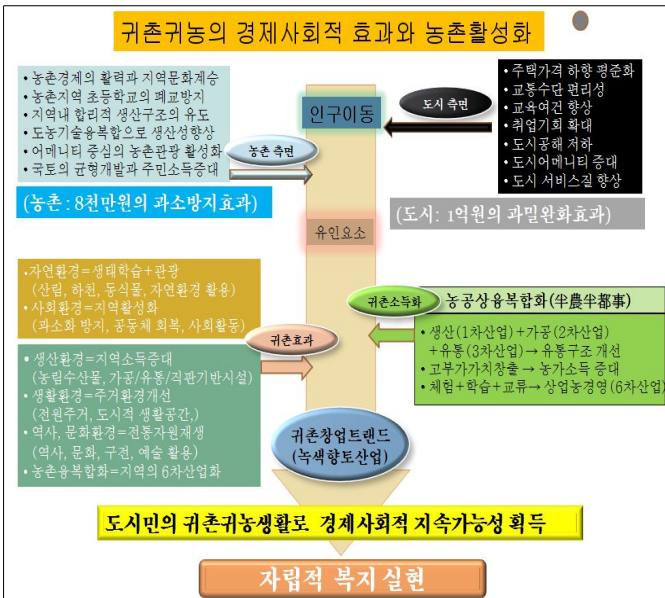 귀촌귀농의 경제사회적 효과와 농촌활성화
• 농촌경제의 활력과 지역문화계승
• 농촌지역 초등학교의 폐교방지
• 지역내 합리적 생산구조의 유도
• 도농기술융복합으로 생산성향상
• 어메니티 중심의 농촌관광 활성화
• 국토의 균형개발과 주민소득증대
농촌 측면
(농촌 : 8천만원의 과소방지효과)
인구이동
도시 측면
• 주택가격 하향 평준화
• 교통수단 편리성
• 교육여건 향상
• 취업기회 확대
• 도시공해 저하
• 도시어메니티 증대
• 도시 서비스질 향상
(도시: 1억원의 과밀완화효과)
유인요소
•자연환경=생태학습+관광
(산림, 하천, 동식물, 자연환경 활용)
•사회환경=지역활성화
(과소화 방지, 공동체 회복, 사회활동)
귀촌효과
• 생산환경=지역소득증대
(농림수산물, 가공/유통/직판기반시설)
• 생활환경=주거환경개선
(전원주거, 도시적 생활공간,)
• 역사, 문화환경=전통자원재생
(역사, 문화, 구전, 예술 활용)
• 농촌융복합화=지역의 6차산업화
귀촌소득화
농공상융복합화(半農半都事)
• 생산(1차산업)+가공(2차산업)
+유통(3차산업)→ 유통구조 개선
• 고부가가치창출→ 농가소득 증대
• 체험+학습+교류→ 상업농경영(6차산업)
귀촌창업트랜드
(녹색향토산업)
도시민의 귀촌귀농생활로 경제사회적 지속가능성 획득
자립적 복지 실현